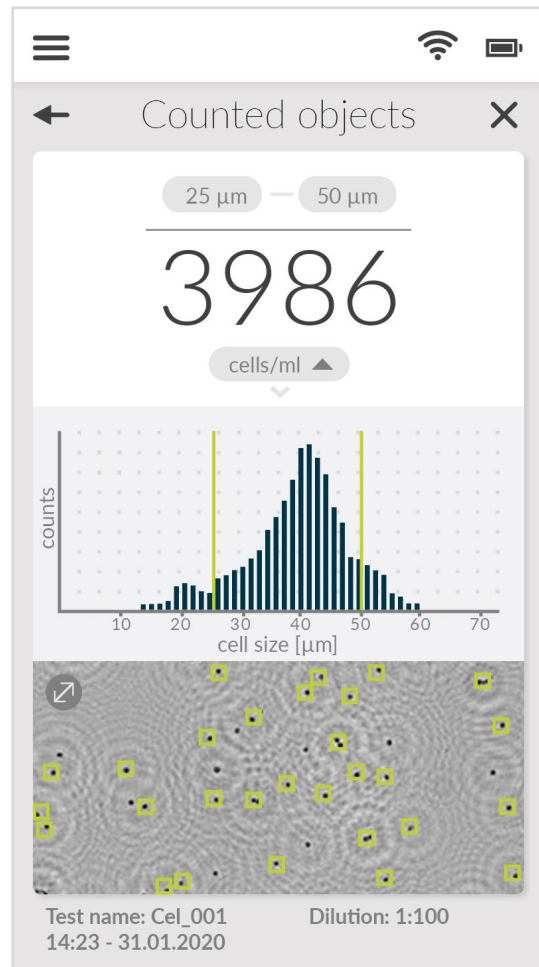 Counted objects
25 µm 50 µm
3986
cells/ml
counts
10 20 30 40 50 60 70
cell size [µm]
Test name: Cel_001 Dilution: 1:100
14:23 - 31.01.2020